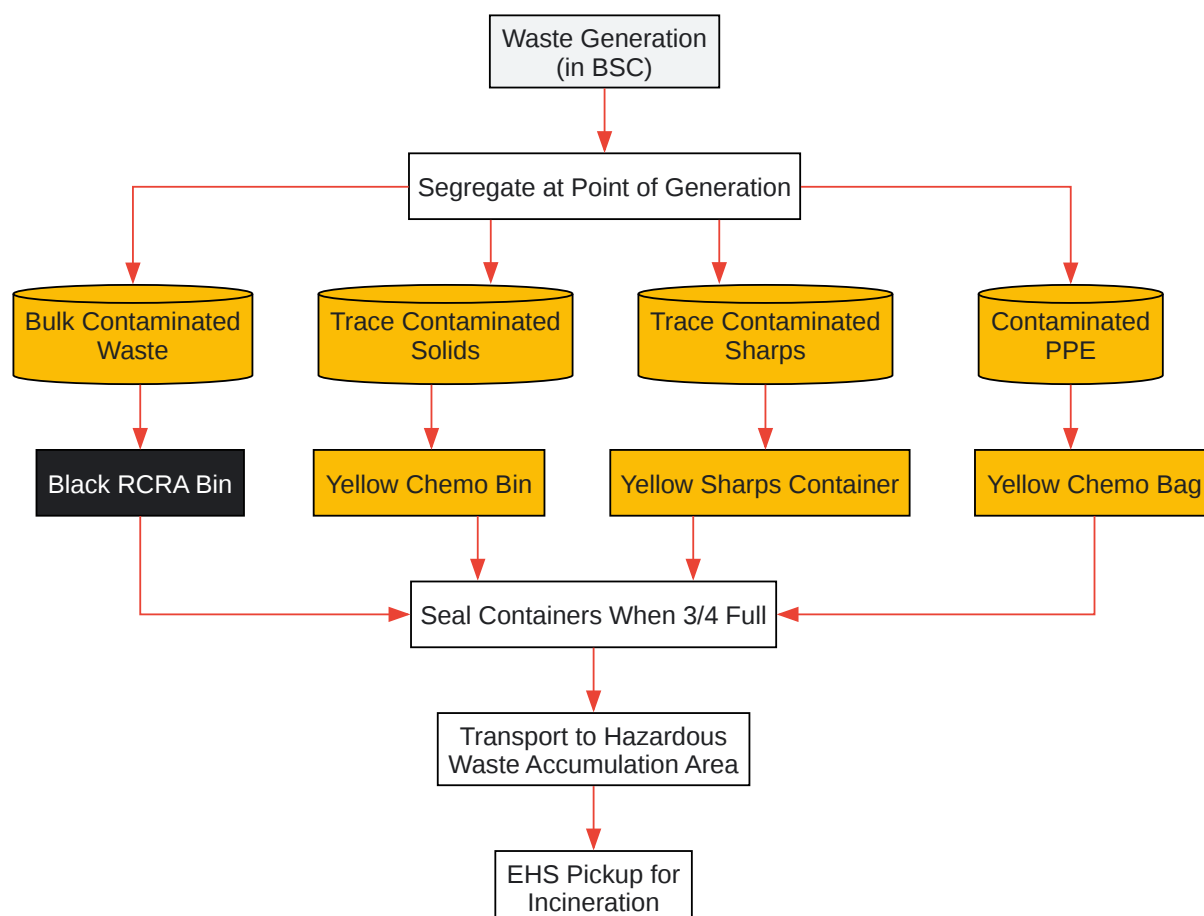 Waste Generation
(in BSC)
Segregate at Point of Generation
Bulk Contaminated
Waste
Trace Contaminated
Solids
Trace Contaminated
Sharps
Contaminated
PPE
Black RCRA Bin
Yellow Chemo Bin
Yellow Sharps Container
Yellow Chemo Bag
Seal Containers When 3/4 Full
Transport to Hazardous
Waste Accumulation Area
EHS Pickup for
Incineration